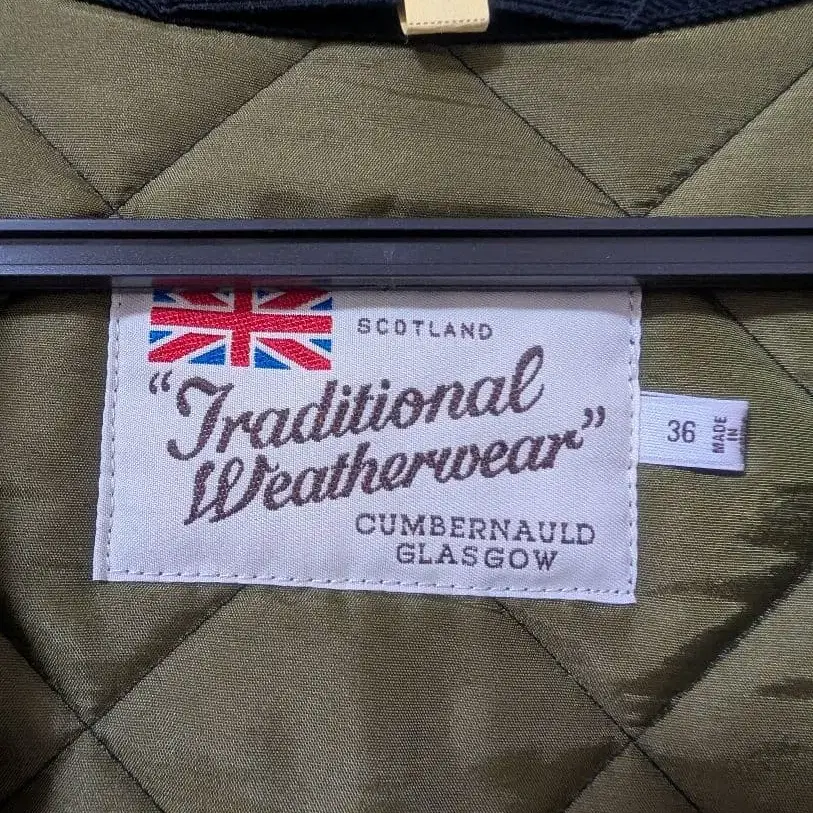 SCOTLAND
"Traditional
Weatherwear"
CUMBERNAULD
GLASGOW
36
MADE
IN